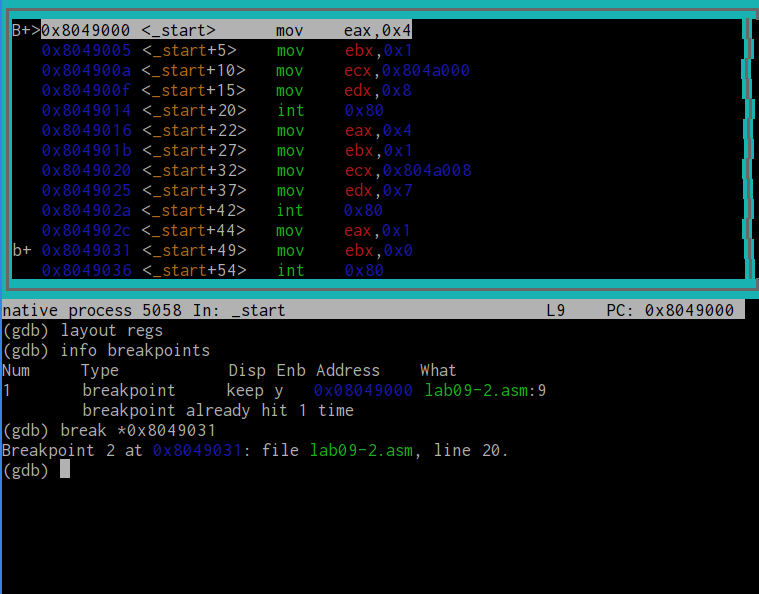 B+>0x8049000 <_start>      mov    eax,0x4
   0x8049005 <_start+5>    mov    ebx,0x1
   0x804900a <_start+10>   mov    ecx,0x804a000
   0x804900f <_start+15>   mov    edx,0x8
   0x8049014 <_start+20>   int    0x80
   0x8049016 <_start+22>   mov    eax,0x4
   0x804901b <_start+27>   mov    ebx,0x1
   0x8049020 <_start+32>   mov    ecx,0x804a008
   0x8049025 <_start+37>   mov    edx,0x7
   0x804902a <_start+42>   int    0x80
   0x804902c <_start+44>   mov    eax,0x1
b+ 0x8049031 <_start+49>   mov    ebx,0x0
   0x8049036 <_start+54>   int    0x80
native process 5058 In: _start                           L9    PC: 0x8049000
(gdb) layout regs
(gdb) info breakpoints
Num     Type           Disp Enb Address    What
1       breakpoint     keep y   0x08049000 lab09-2.asm:9
        breakpoint already hit 1 time
(gdb) break *0x8049031
Breakpoint 2 at 0x8049031: file lab09-2.asm, line 20.
(gdb)